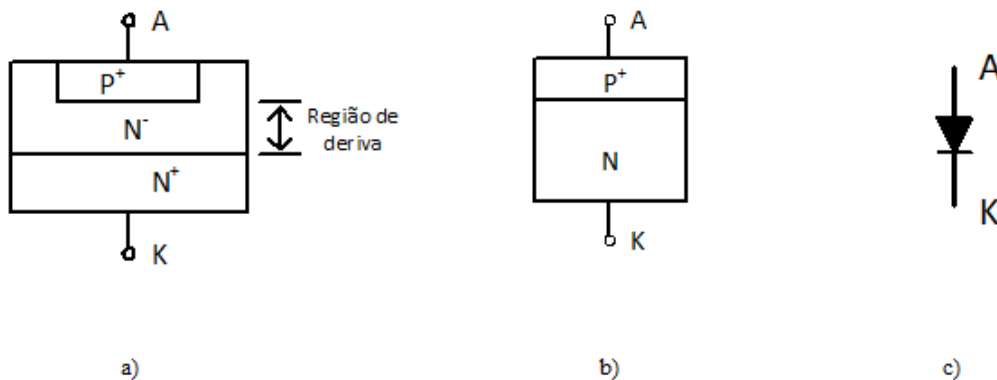 A
P⁺
N⁻
Região de
deriva
N⁺
K
a)
A
P⁺
N
K
b)
A
K
c)